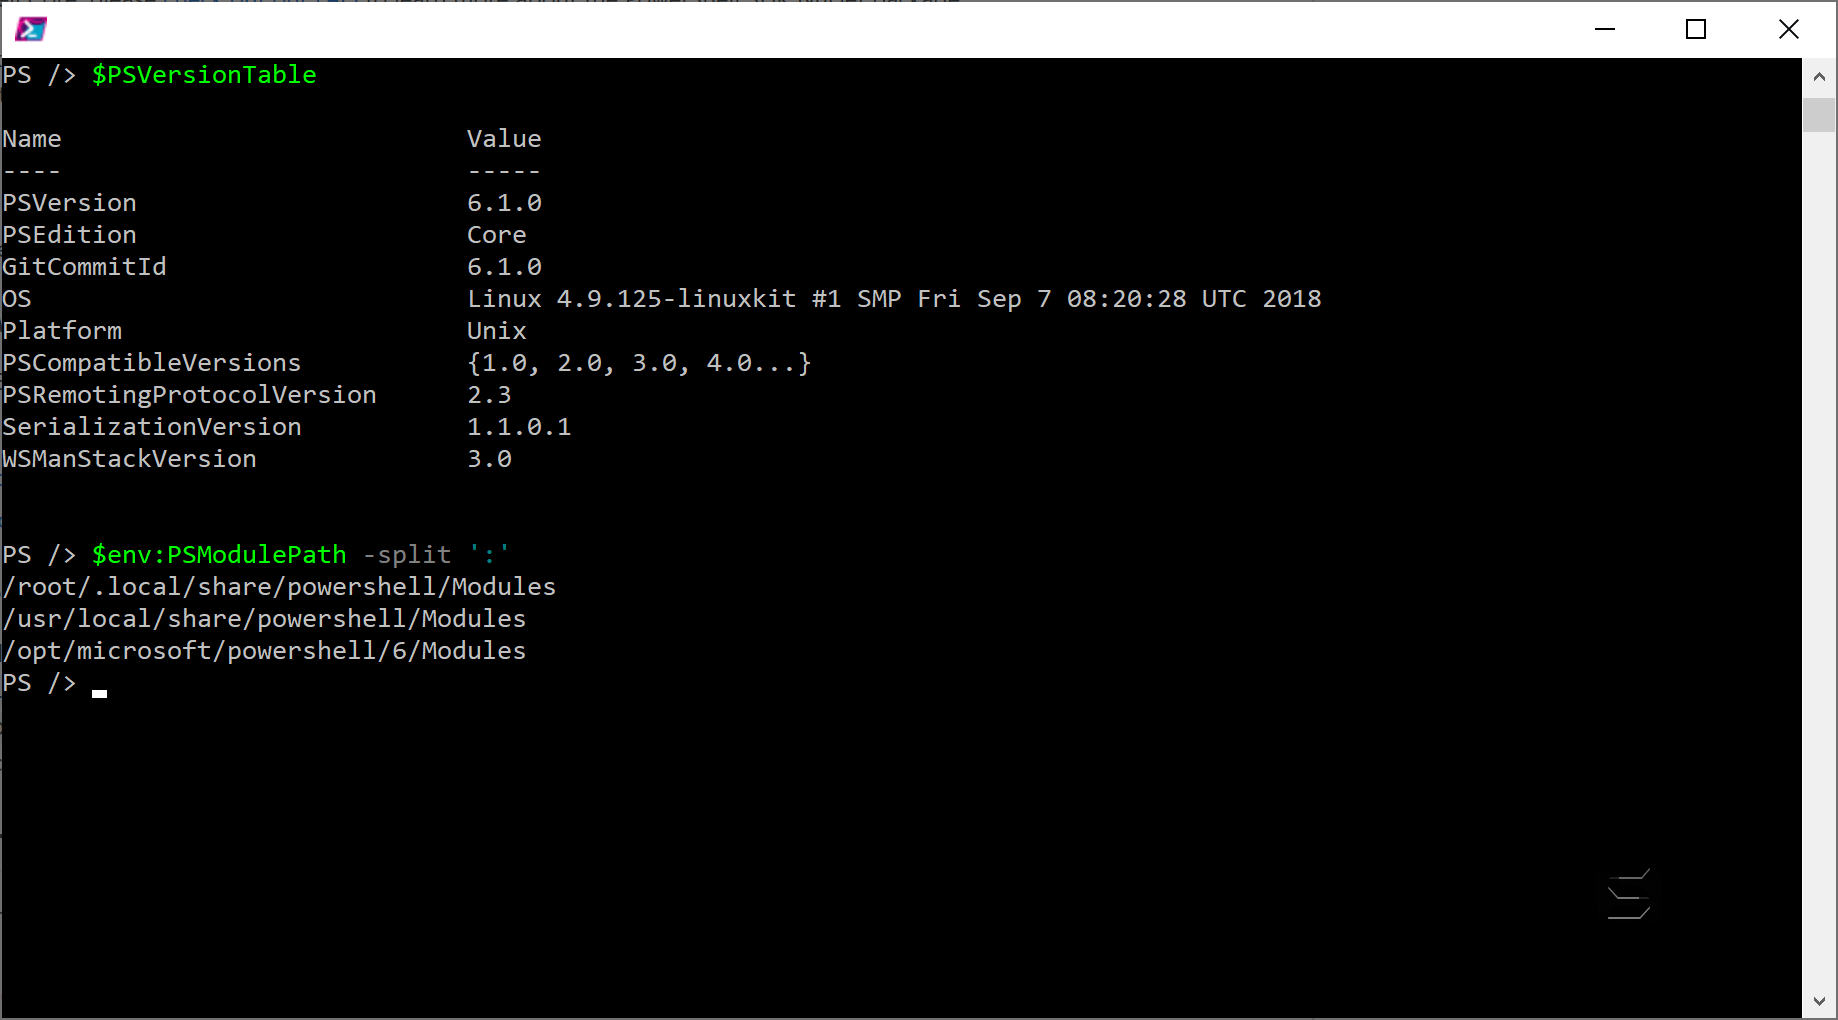 PS /> $PSVersionTable
Name Value
---- -----
PSVersion 6.1.0
PSEdition Core
GitCommitId 6.1.0
OS Linux 4.9.125-linuxkit #1 SMP Fri Sep 7 08:20:28 UTC 2018
Platform Unix
PSCompatibleVersions {1.0, 2.0, 3.0, 4.0...}
PSRemotingProtocolVersion 2.3
SerializationVersion 1.1.0.1
WSManStackVersion 3.0
PS /> $env:PSModulePath -split ':'
/root/.local/share/powershell/Modules
/usr/local/share/powershell/Modules
/opt/microsoft/powershell/6/Modules
PS />